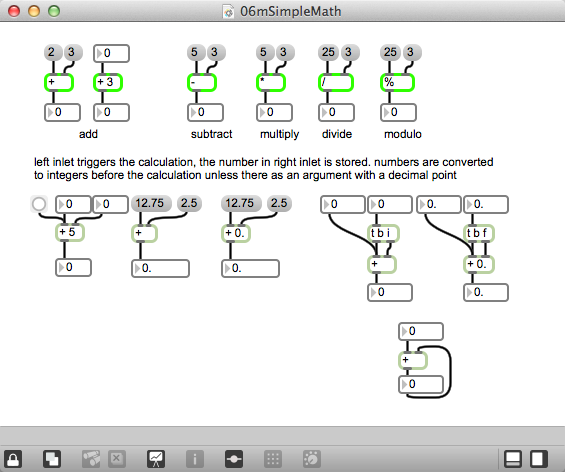 06mSimpleMath
2 3 0 5 3 5 3 25 3 25 3
+ + 3 - * / %
0 0 0 0 0 0
add subtract multiply divide modulo
left inlet triggers the calculation, the number in right inlet is stored. numbers are converted
to integers before the calculation unless there as an argument with a decimal point
0 0 12.75 2.5 12.75 2.5 0 0 0. 0.
+ 5 + + 0. t b i t b f
0 0. 0. + + 0.
0 0.
0
+
0